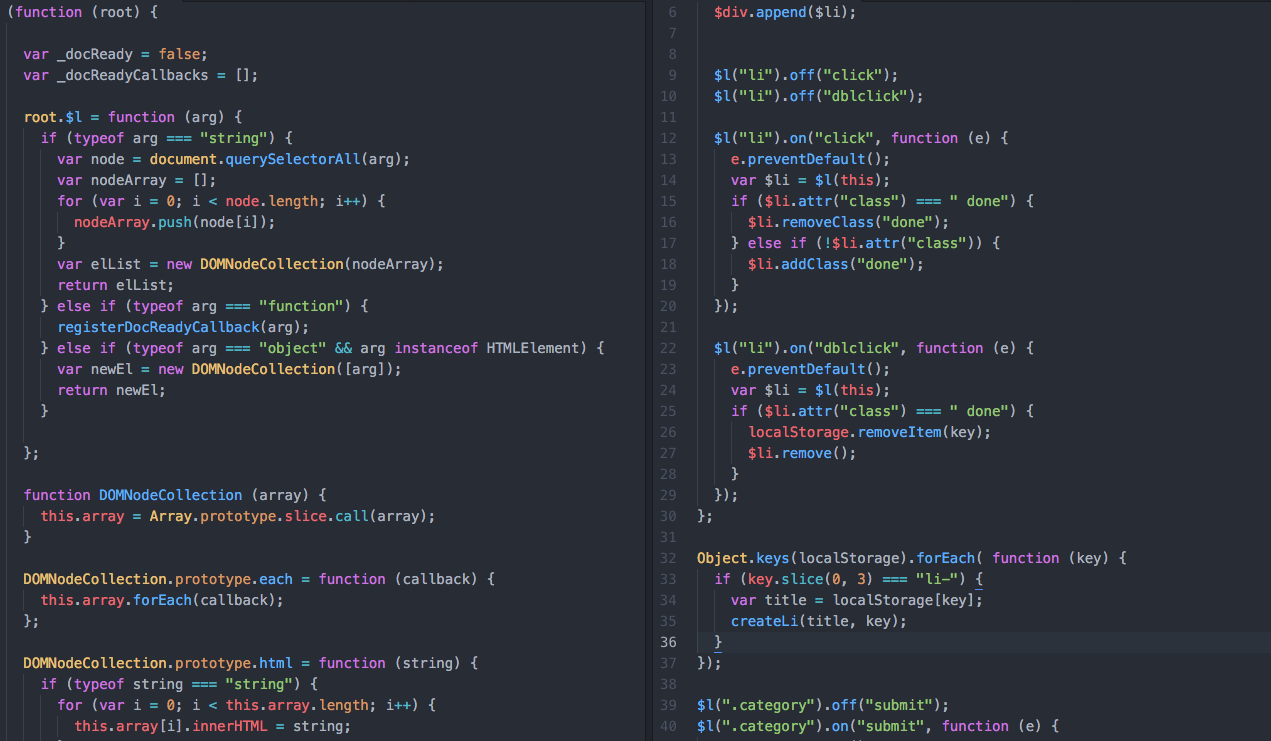 (function (root) {
var _docReady = false;
var _docReadyCallbacks = [];
root.$l = function (arg) {
if (typeof arg === "string") {
var node = document.querySelectorAll(arg);
var nodeArray = [];
for (var i = 0; i < node.length; i++) {
nodeArray.push(node[i]);
}
var elList = new DOMNodeCollection(nodeArray);
return elList;
} else if (typeof arg === "function") {
registerDocReadyCallback(arg);
} else if (typeof arg === "object" && arg instanceof HTMLElement) {
var newEl = new DOMNodeCollection([arg]);
return newEl;
}
};
function DOMNodeCollection (array) {
this.array = Array.prototype.slice.call(array);
}
DOMNodeCollection.prototype.each = function (callback) {
this.array.forEach(callback);
};
DOMNodeCollection.prototype.html = function (string) {
if (typeof string === "string") {
for (var i = 0; i < this.array.length; i++) {
this.array[i].innerHTML = string;
6 $div.append($li);
7
8
9 $l("li").off("click");
10 $l("li").off("dblclick");
11
12 $l("li").on("click", function (e) {
13 e.preventDefault();
14 var $li = $l(this);
15 if ($li.attr("class") === " done") {
16 $li.removeClass("done");
17 } else if (!$li.attr("class")) {
18 $li.addClass("done");
19 }
20 });
21
22 $l("li").on("dblclick", function (e) {
23 e.preventDefault();
24 var $li = $l(this);
25 if ($li.attr("class") === " done") {
26 localStorage.removeItem(key);
27 $li.remove();
28 }
29 });
30 };
31
32 Object.keys(localStorage).forEach( function (key) {
33 if (key.slice(0, 3) === "li-") {
34 var title = localStorage[key];
35 createLi(title, key);
36 }
37 });
38
39 $l(".category").off("submit");
40 $l(".category").on("submit", function (e) {